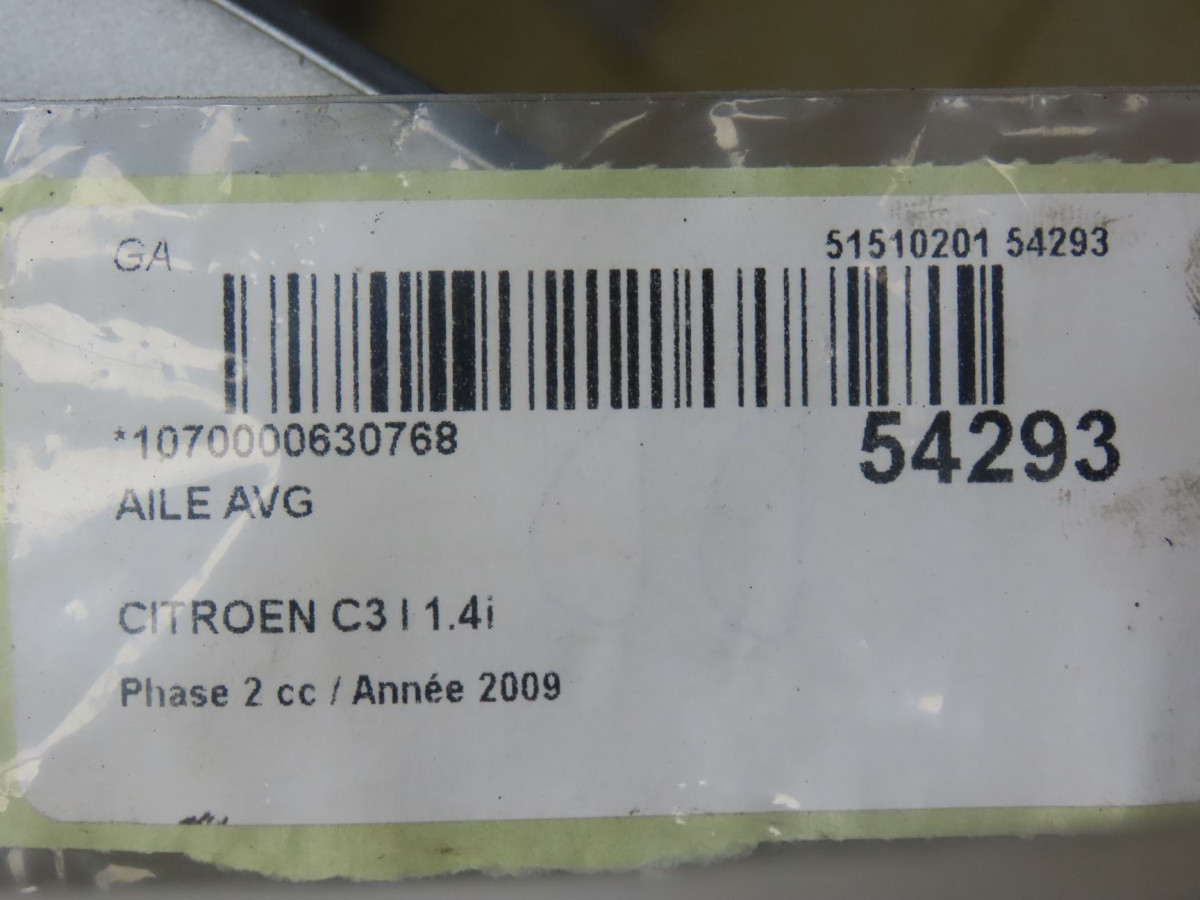 GA
51510201 54293
*1070000630768
54293
AILE AVG
CITROEN C3 I 1.4i
Phase 2 cc / Année 2009